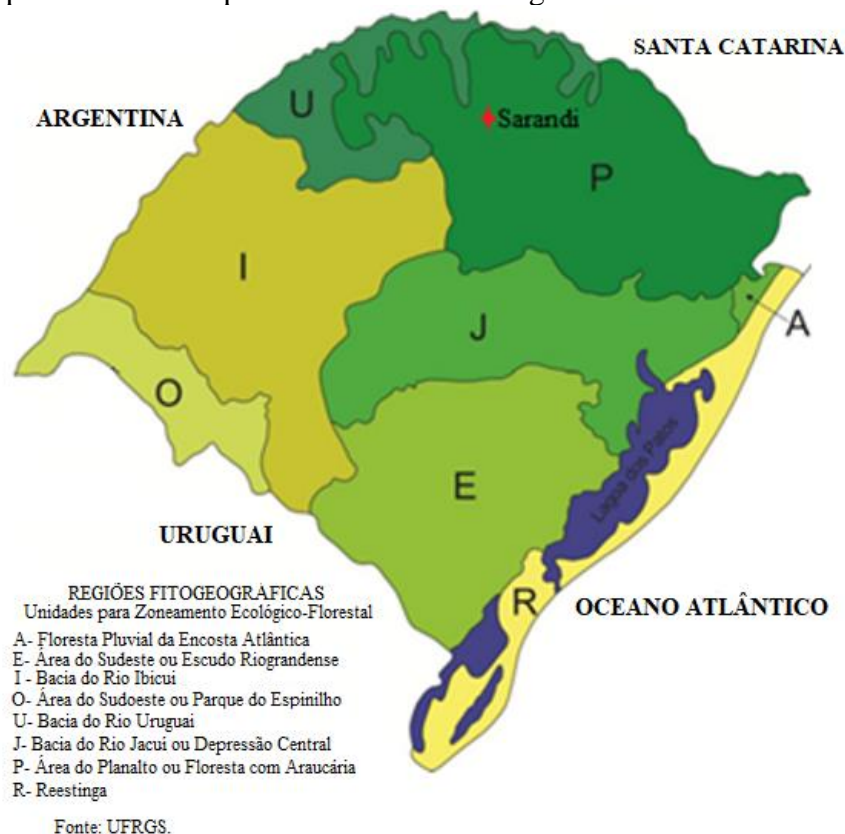 SANTA CATARINA
ARGENTINA
U
Sarandi
P
I
J
A
O
Lagoa dos Patos
E
URUGUAI
R
OCEANO ATLÂNTICO
REGIÕES FITOGEOGRÁFICAS
Unidades para Zoneamento Ecológico-Florestal
A- Floresta Pluvial da Encosta Atlântica
E- Área do Sudeste ou Escudo Riograndense
I - Bacia do Rio Ibicui
O- Área do Sudoeste ou Parque do Espinilho
U- Bacia do Rio Uruguai
J- Bacia do Rio Jacuí ou Depressão Central
P- Área do Planalto ou Floresta com Araucária
R- Reestinga
Fonte: UFRGS.